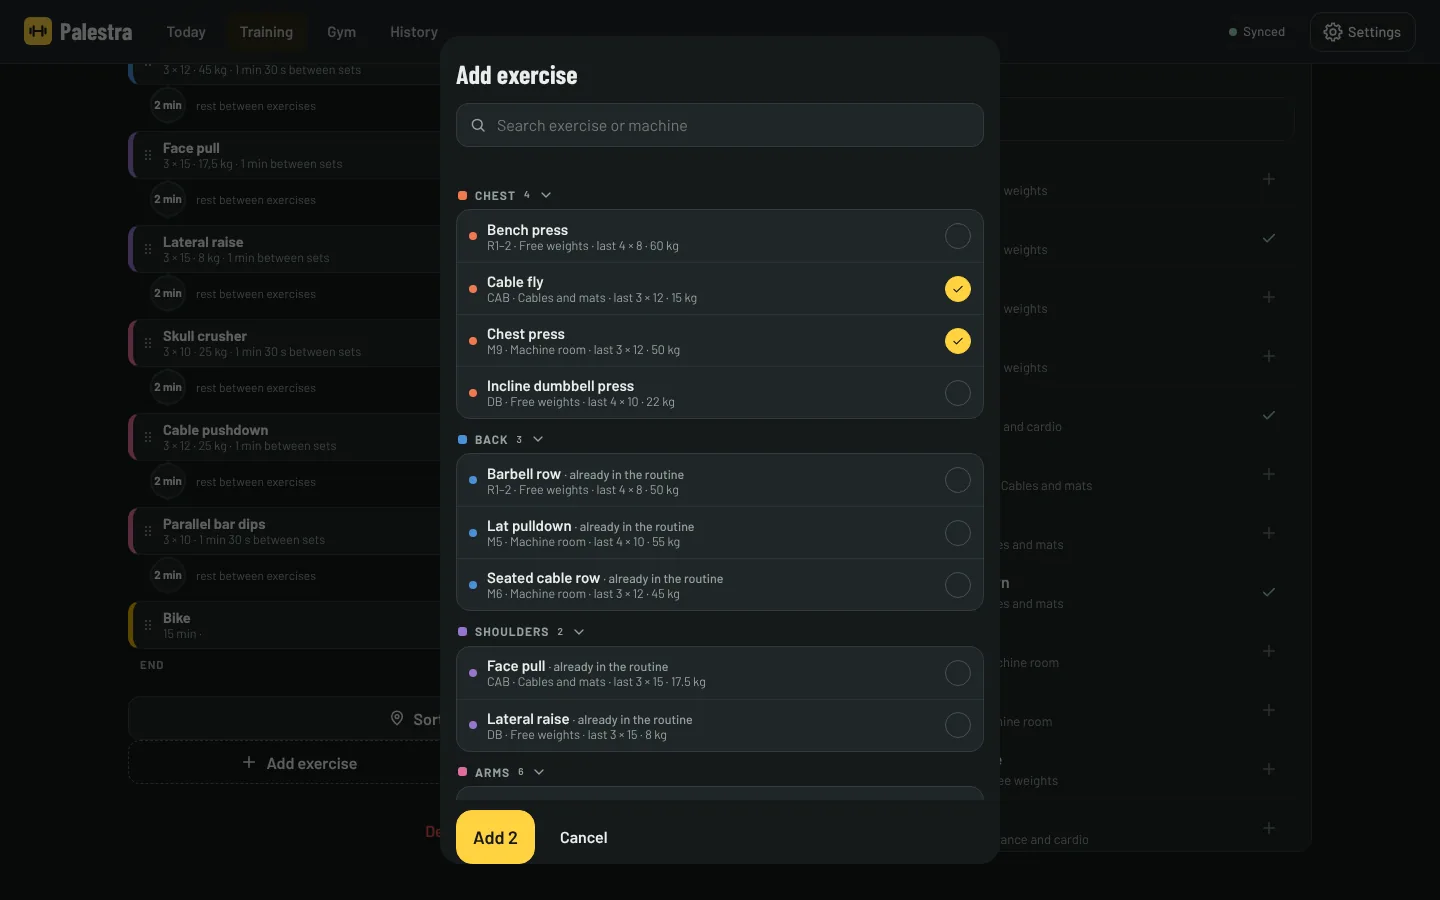 Palestra
Today
Training
Gym
History
Synced
Settings
3 × 12 · 45 kg · 1 min 30 s between sets
2 min rest between exercises
Face pull
3 × 15 · 17,5 kg · 1 min between sets
2 min rest between exercises
Lateral raise
3 × 15 · 8 kg · 1 min between sets
2 min rest between exercises
Skull crusher
3 × 10 · 25 kg · 1 min 30 s between sets
2 min rest between exercises
Cable pushdown
3 × 12 · 25 kg · 1 min between sets
2 min rest between exercises
Parallel bar dips
3 × 10 · 1 min 30 s between sets
2 min rest between exercises
Bike
15 min ·
END
Sort
Add exercise
De
Add exercise
Search exercise or machine
CHEST 4
Bench press
R1–2 · Free weights · last 4 × 8 · 60 kg
Cable fly
CAB · Cables and mats · last 3 × 12 · 15 kg
Chest press
M9 · Machine room · last 3 × 12 · 50 kg
Incline dumbbell press
DB · Free weights · last 4 × 10 · 22 kg
BACK 3
Barbell row · already in the routine
R1–2 · Free weights · last 4 × 8 · 50 kg
Lat pulldown · already in the routine
M5 · Machine room · last 4 × 10 · 55 kg
Seated cable row · already in the routine
M6 · Machine room · last 3 × 12 · 45 kg
SHOULDERS 2
Face pull · already in the routine
CAB · Cables and mats · last 3 × 15 · 17.5 kg
Lateral raise · already in the routine
DB · Free weights · last 3 × 15 · 8 kg
ARMS 6
Add 2
Cancel
weights
weights
weights
weights
and cardio
Cables and mats
es and mats
n
es and mats
hine room
ine room
e
ee weights
ance and cardio